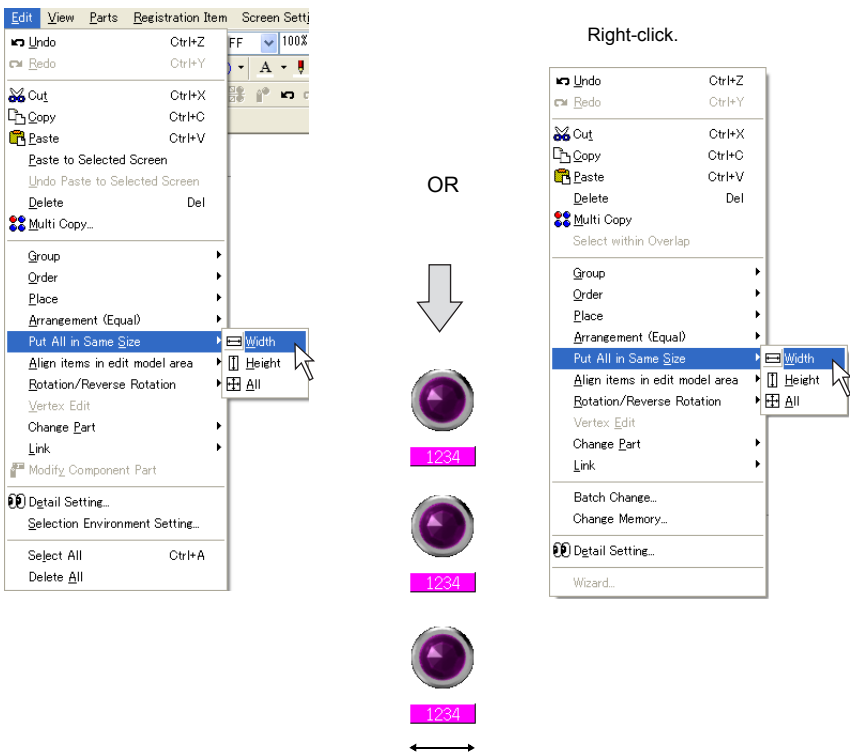 Edit View Parts Registration Item Screen Setti
Undo Ctrl+Z
Redo Ctrl+Y
Cut Ctrl+X
Copy Ctrl+C
Paste Ctrl+V
Paste to Selected Screen
Undo Paste to Selected Screen
Delete Del
Multi Copy...
Group
Order
Place
Arrangement (Equal)
Put All in Same Size
Align items in edit model area
Rotation/Reverse Rotation
Vertex Edit
Change Part
Link
Modify Component Part
Detail Setting...
Selection Environment Setting...
Select All Ctrl+A
Delete All
Width
Height
All
FF 100%
A
OR
1234
1234
1234
Right-click.
Undo Ctrl+Z
Redo Ctrl+Y
Cut Ctrl+X
Copy Ctrl+C
Paste Ctrl+V
Delete Del
Multi Copy
Select within Overlap
Group
Order
Place
Arrangement (Equal)
Put All in Same Size
Align items in edit model area
Rotation/Reverse Rotation
Vertex Edit
Change Part
Link
Batch Change...
Change Memory...
Detail Setting...
Wizard...
Width
Height
All